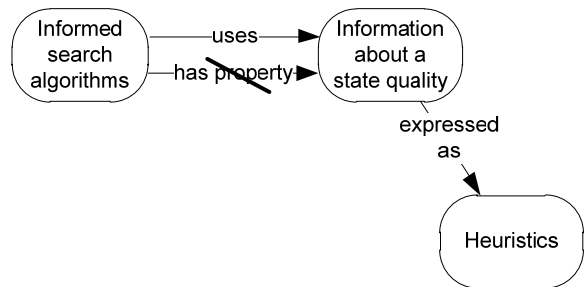 Informed
search
algorithms
uses
has property
Information
about a
state quality
expressed
as
Heuristics